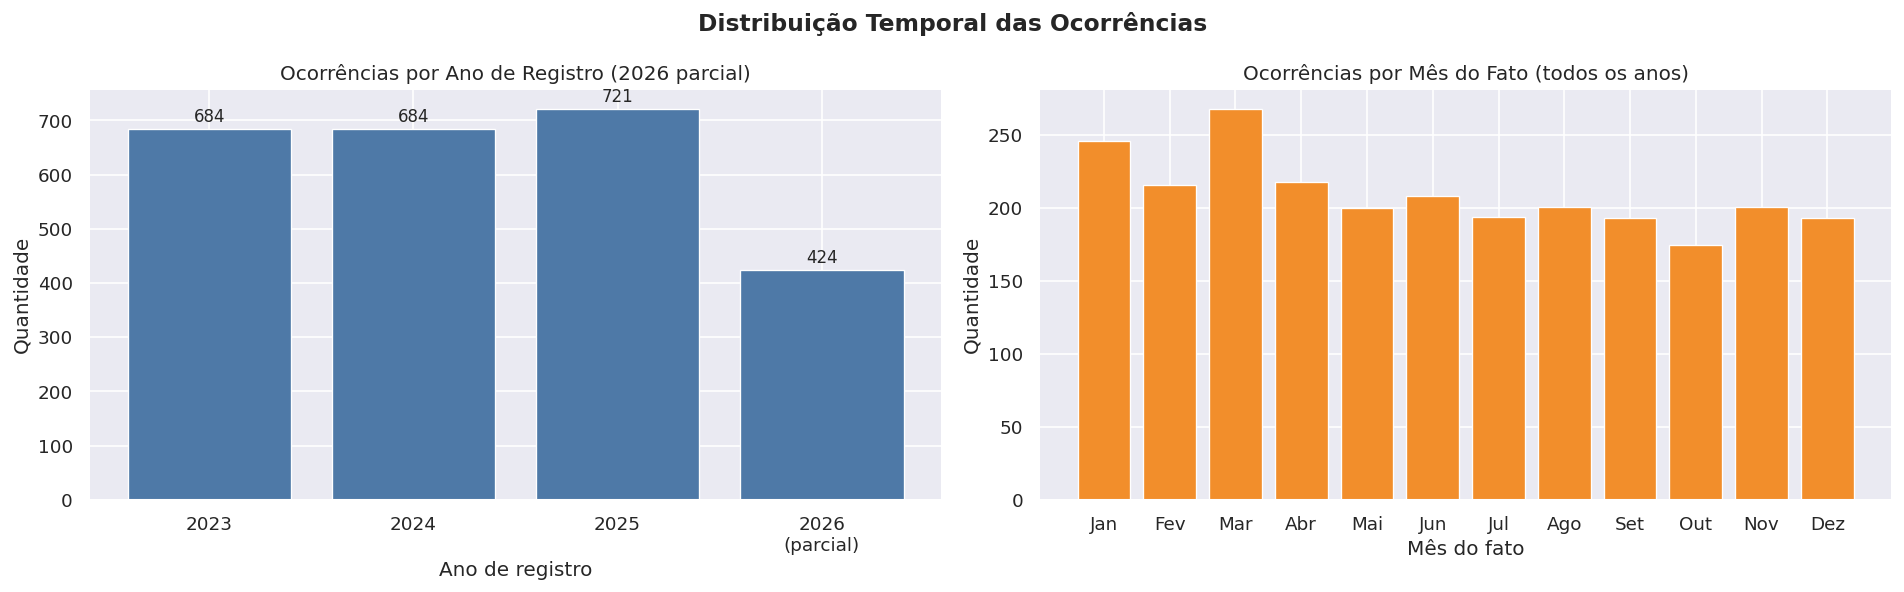 Distribuição Temporal das Ocorrências
Ocorrências por Ano de Registro (2026 parcial)
721
684
684
424
700
600
500
400
300
200
100
0
Quantidade
2023
2024
2025
2026
(parcial)
Ano de registro
Ocorrências por Mês do Fato (todos os anos)
250
200
150
100
50
0
Quantidade
Jan
Fev
Mar
Abr
Mai
Jun
Jul
Ago
Set
Out
Nov
Dez
Mês do fato